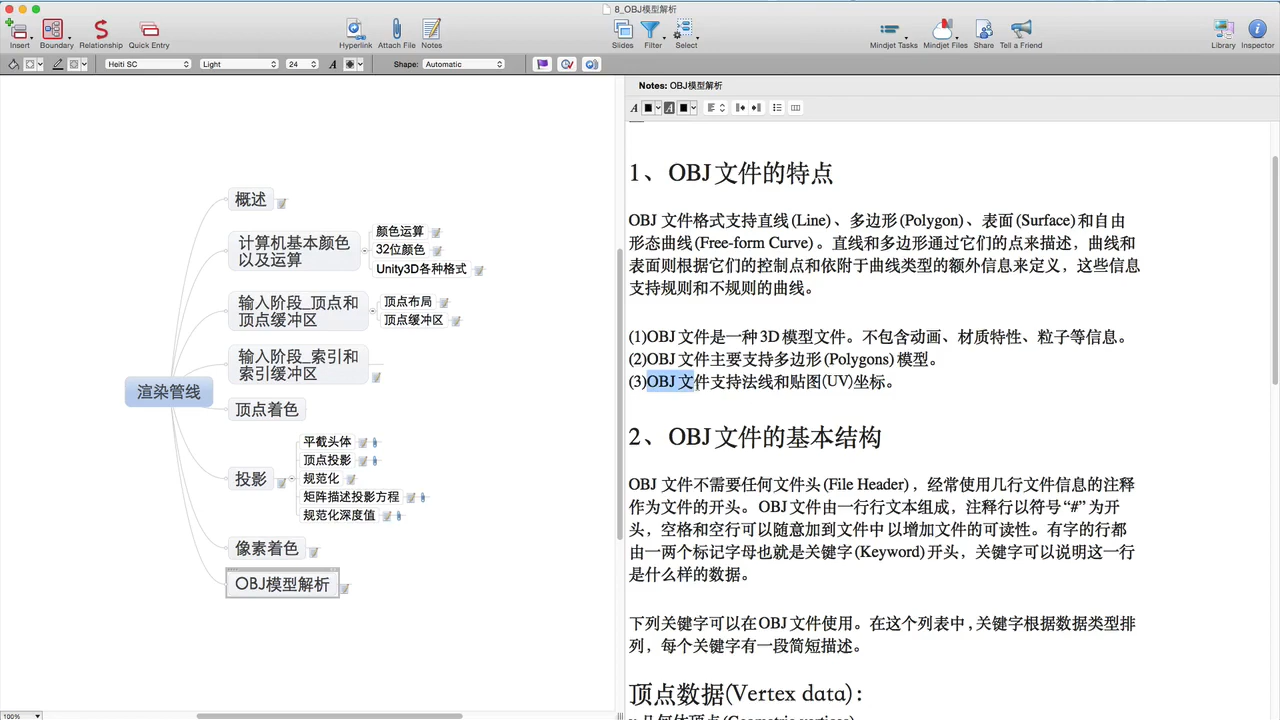 8_OBJ模型解析
Insert
Boundary
Relationship
Quick Entry
Hyperlink
Attach File
Notes
Slides
Filter
Select
Mindjet Tasks
Mindjet Files
Share
Tell a Friend
Library
Inspector
Heiti SC
Light
24
A
Shape:
Automatic
Notes: OBJ模型解析
A
A
渲染管线
概述
计算机基本颜色
以及运算
颜色运算
32位颜色
Unity3D各种格式
输入阶段_顶点和
顶点缓冲区
顶点布局
顶点缓冲区
输入阶段_索引和
索引缓冲区
顶点着色
投影
平截头体
顶点投影
规范化
矩阵描述投影方程
规范化深度值
像素着色
OBJ模型解析
1、OBJ文件的特点
OBJ 文件格式支持直线(Line)、多边形(Polygon)、表面(Surface)和自由
形态曲线(Free-form Curve)。直线和多边形通过它们的点来描述，曲线和
表面则根据它们的控制点和依附于曲线类型的额外信息来定义，这些信息
支持规则和不规则的曲线。
(1)OBJ文件是一种3D模型文件。不包含动画、材质特性、粒子等信息。
(2)OBJ文件主要支持多边形(Polygons)模型。
(3)OBJ文件支持法线和贴图(UV)坐标。
2、OBJ文件的基本结构
OBJ 文件不需要任何文件头(File Header)，经常使用几行文件信息的注释
作为文件的开头。OBJ文件由一行行文本组成，注释行以符号“#”为开
头，空格和空行可以随意加到文件中以增加文件的可读性。有字的行都
由一两个标记字母也就是关键字(Keyword)开头，关键字可以说明这一行
是什么样的数据。
下列关键字可以在OBJ文件使用。在这个列表中,关键字根据数据类型排
列，每个关键字有一段简短描述。
顶点数据(Vertex data)：
v 几何体顶点(Geometric vertices)
100%